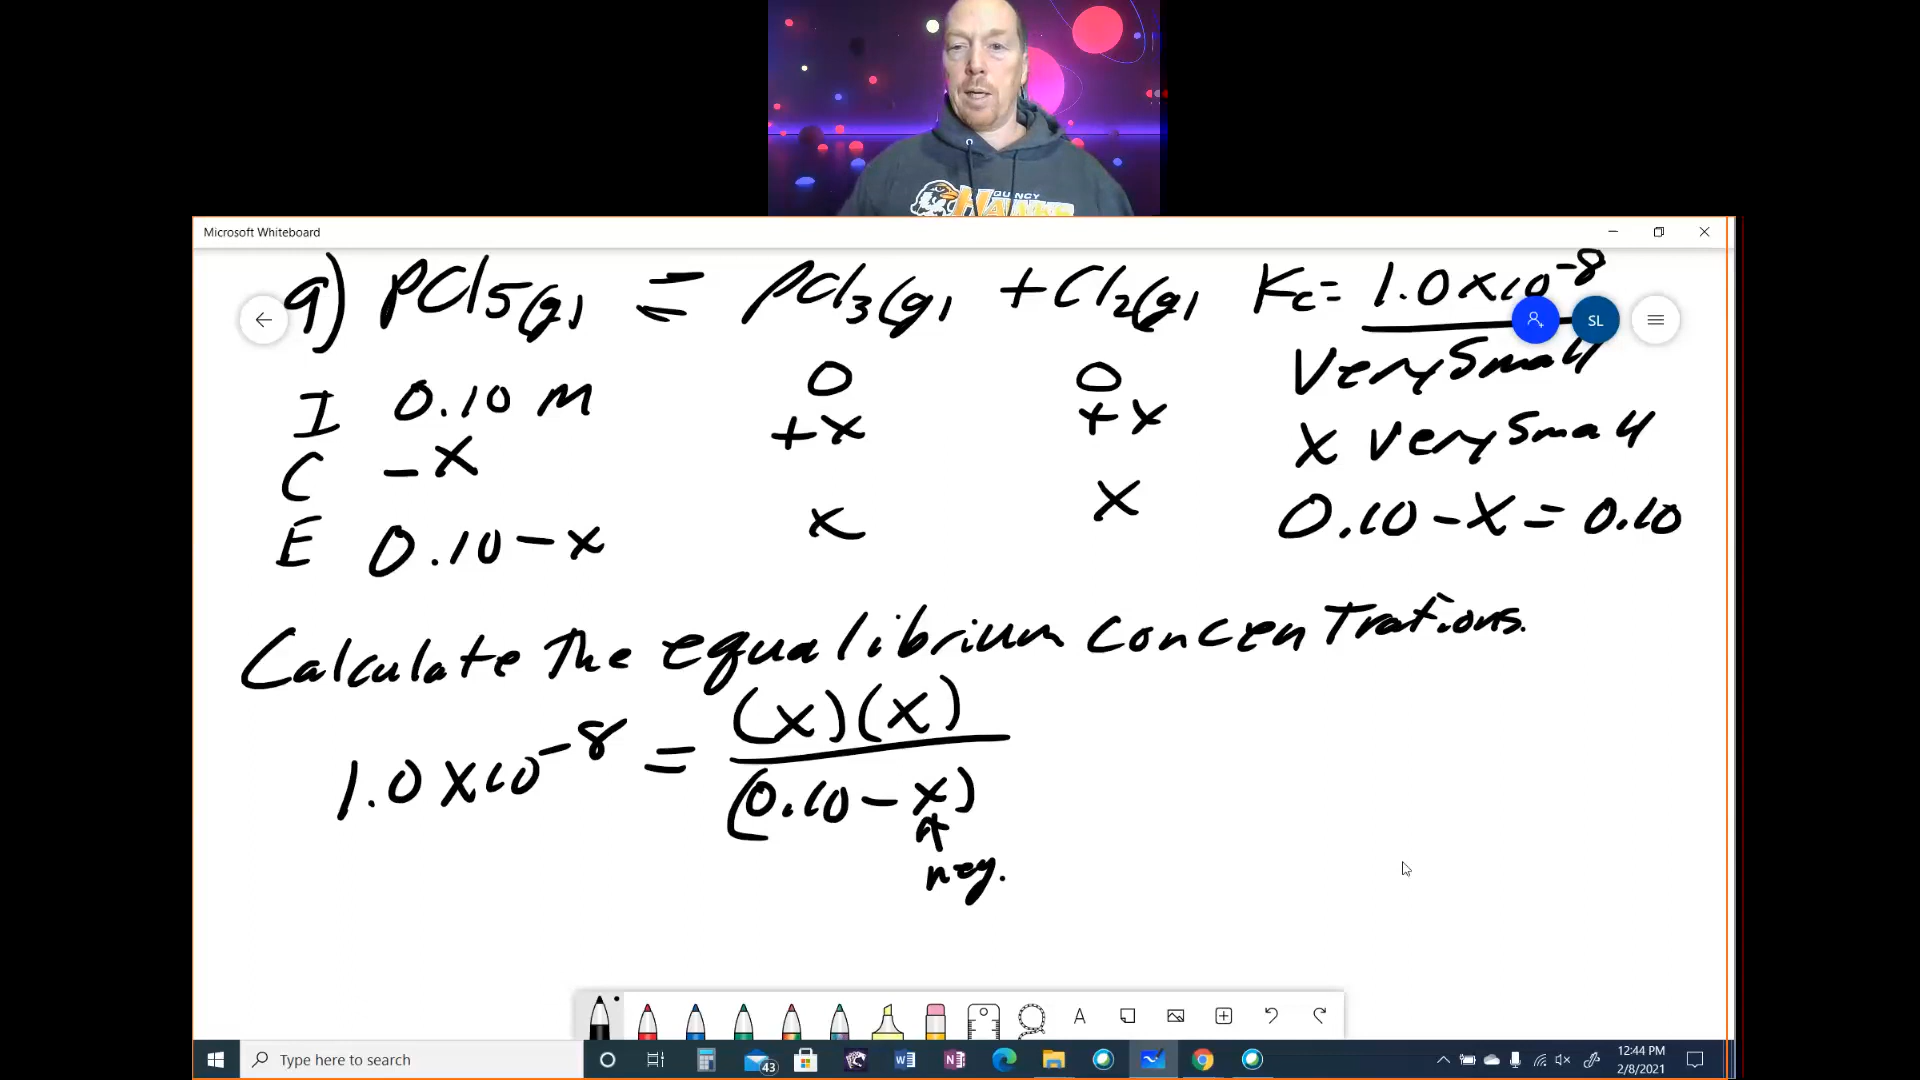 QUINCY
HAWKS
Microsoft Whiteboard
9) PCl5(g) ⇌ PCl3(g) + Cl2(g) Kc = 1.0 x 10^-8
SL
Very Small
I 0.10 M 0 0
C -x +x +x
x very small
E 0.10 - x x x
0.10 - x = 0.10
Calculate the equalibrium concentrations.
1.0 x 10^-8 = (x)(x)
(0.10 - x)
neg.
A
Type here to search
43
W
N
12:44 PM
2/8/2021